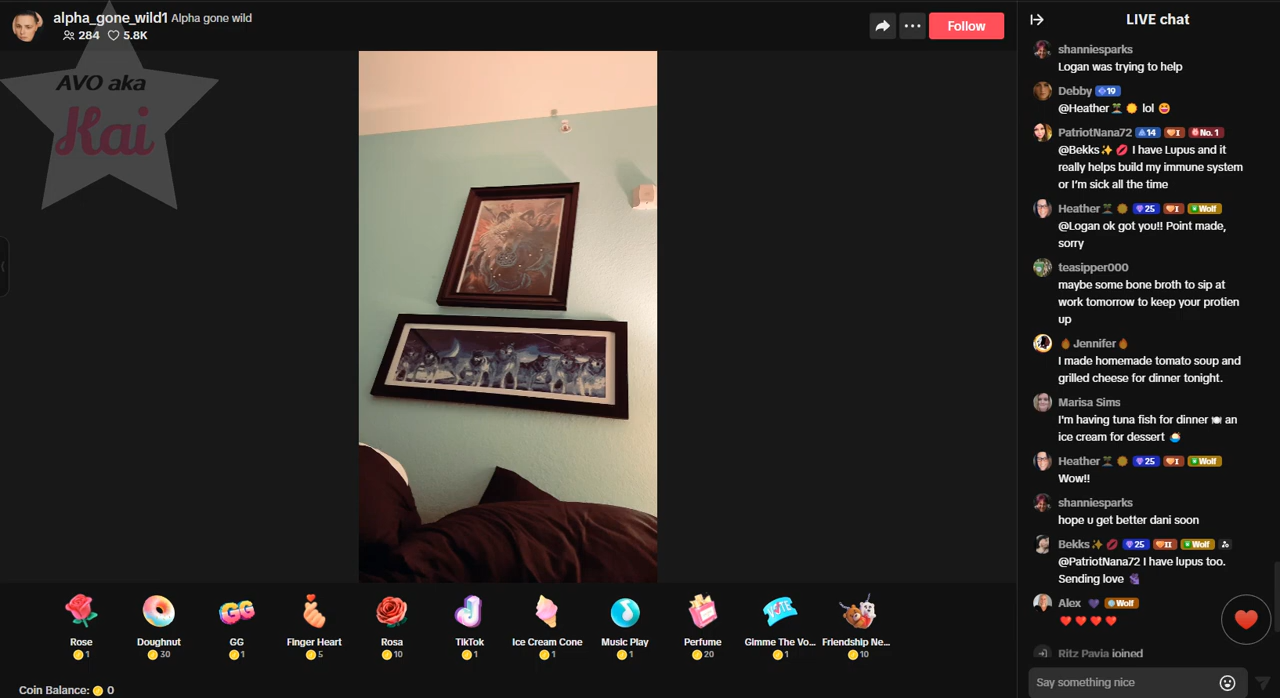 alpha_gone_wild1 Alpha gone wild
284 5.8K
Follow
AVO aka
Kai
LIVE chat
shanniesparks
Logan was trying to help
Debby 19
@Heather lol
PatriotNana72 14 I No. 1
@Bekks I have Lupus and it
really helps build my immune system
or I'm sick all the time
Heather 25 I Wolf
@Logan ok got you!! Point made,
sorry
teasipper000
maybe some bone broth to sip at
work tomorrow to keep your protien
up
Jennifer
I made homemade tomato soup and
grilled cheese for dinner tonight.
Marisa Sims
I'm having tuna fish for dinner an
ice cream for dessert
Heather 25 I Wolf
Wow!!
shanniesparks
hope u get better dani soon
Bekks 25 II Wolf
@PatriotNana72 I have lupus too.
Sending love
Alex Wolf
Ritz Pavia joined
Say something nice
GG
VOTE
Rose Doughnut GG Finger Heart Rosa TikTok Ice Cream Cone Music Play Perfume Gimme The Vo... Friendship Ne...
1 30 1 5 10 1 1 1 20 1 10
Coin Balance: 0